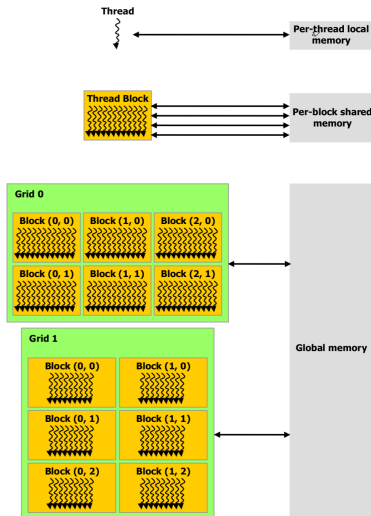 Thread
Per-thread local
memory
Thread Block
Per-block shared
memory
Grid 0
Block (0, 0)
Block (1, 0)
Block (2, 0)
Block (0, 1)
Block (1, 1)
Block (2, 1)
Grid 1
Global memory
Block (0, 0)
Block (1, 0)
Block (0, 1)
Block (1, 1)
Block (0, 2)
Block (1, 2)